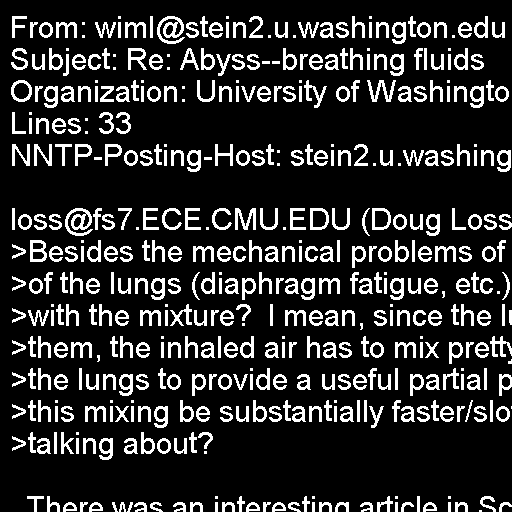 From: wiml@stein2.u.washington.edu
Subject: Re: Abyss--breathing fluids
Organization: University of Washingto
Lines: 33
NNTP-Posting-Host: stein2.u.washing

loss@fs7.ECE.CMU.EDU (Doug Loss
>Besides the mechanical problems of
>of the lungs (diaphragm fatigue, etc.)
>with the mixture?  I mean, since the lu
>them, the inhaled air has to mix pretty
>the lungs to provide a useful partial p
>this mixing be substantially faster/slo
>talking about?

  There was an interesting article in Sc